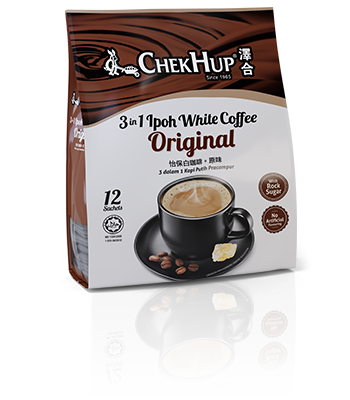 CHEKHUP® 澤合
Since 1965
3 in 1 Ipoh White Coffee
Original
怡保白咖啡 • 原味
3 dalam 1 Kopi Putih Pracampur
12
Sachets
With
Rock
Sugar
No
Artificial
Flavouring